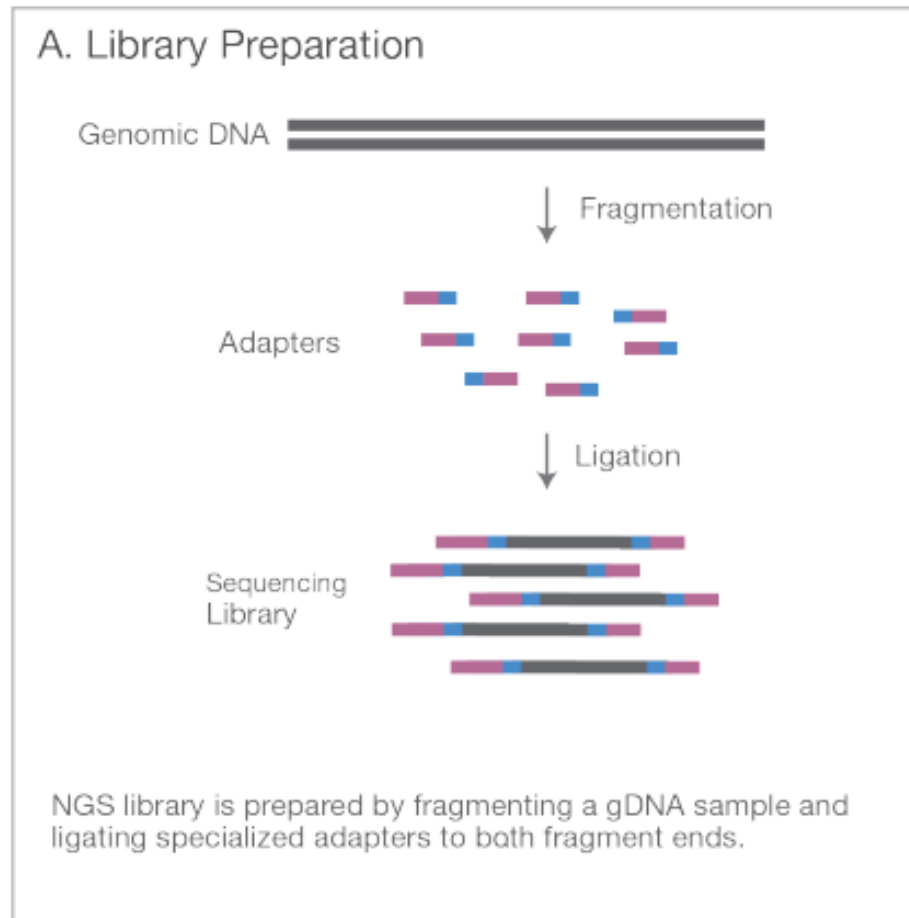 A. Library Preparation
Genomic DNA
Fragmentation
Adapters
Ligation
Sequencing
Library
NGS library is prepared by fragmenting a gDNA sample and
ligating specialized adapters to both fragment ends.